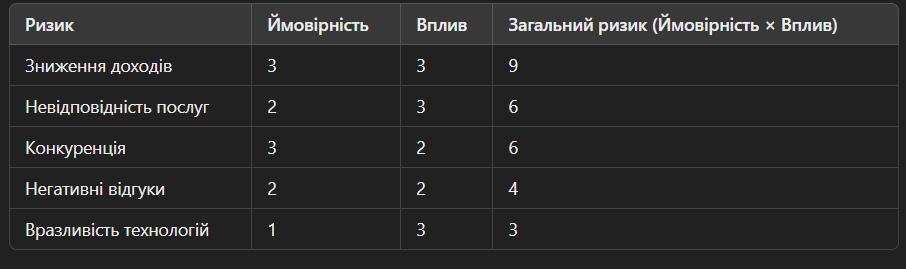 Ризик Ймовірність Вплив Загальний ризик (Ймовірність × Вплив)
Зниження доходів 3 3 9
Невідповідність послуг 2 3 6
Конкуренція 3 2 6
Негативні відгуки 2 2 4
Вразливість технологій 1 3 3